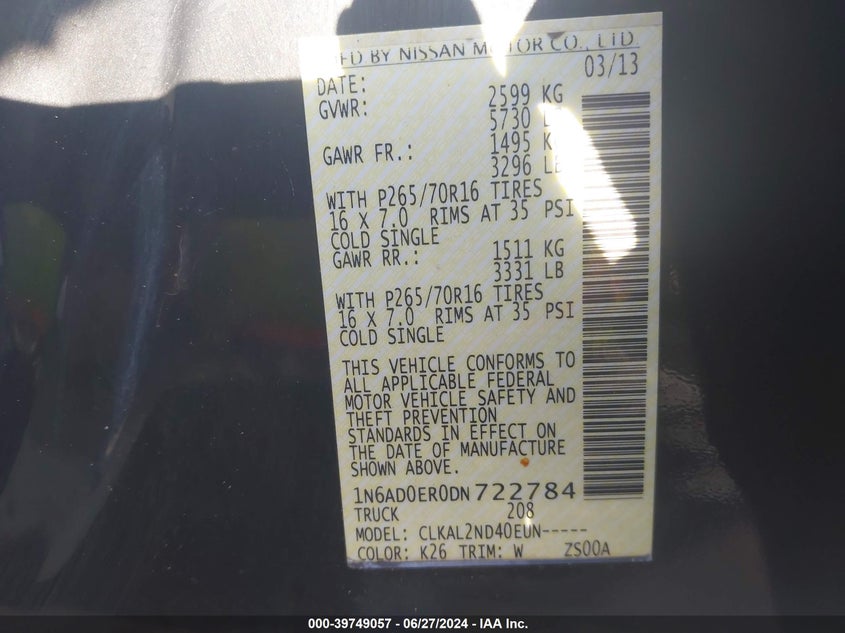 MFD BY NISSAN MOTOR CO., LTD.
DATE: 03/13
GVWR: 2599 KG
5730 LB
GAWR FR.: 1495 KG
3296 LB
WITH P265/70R16 TIRES
16 X 7.0 RIMS AT 35 PSI
COLD SINGLE
GAWR RR.: 1511 KG
3331 LB
WITH P265/70R16 TIRES
16 X 7.0 RIMS AT 35 PSI
COLD SINGLE
THIS VEHICLE CONFORMS TO
ALL APPLICABLE FEDERAL
MOTOR VEHICLE SAFETY AND
THEFT PREVENTION
STANDARDS IN EFFECT ON
THE DATE OF MANUFACTURE
SHOWN ABOVE.
1N6AD0ER0DN722784
TRUCK 208
MODEL: CLKAL2ND40EUN-----
COLOR: K26 TRIM: W ZS00A
000-39749057 - 06/27/2024 - IAA Inc.